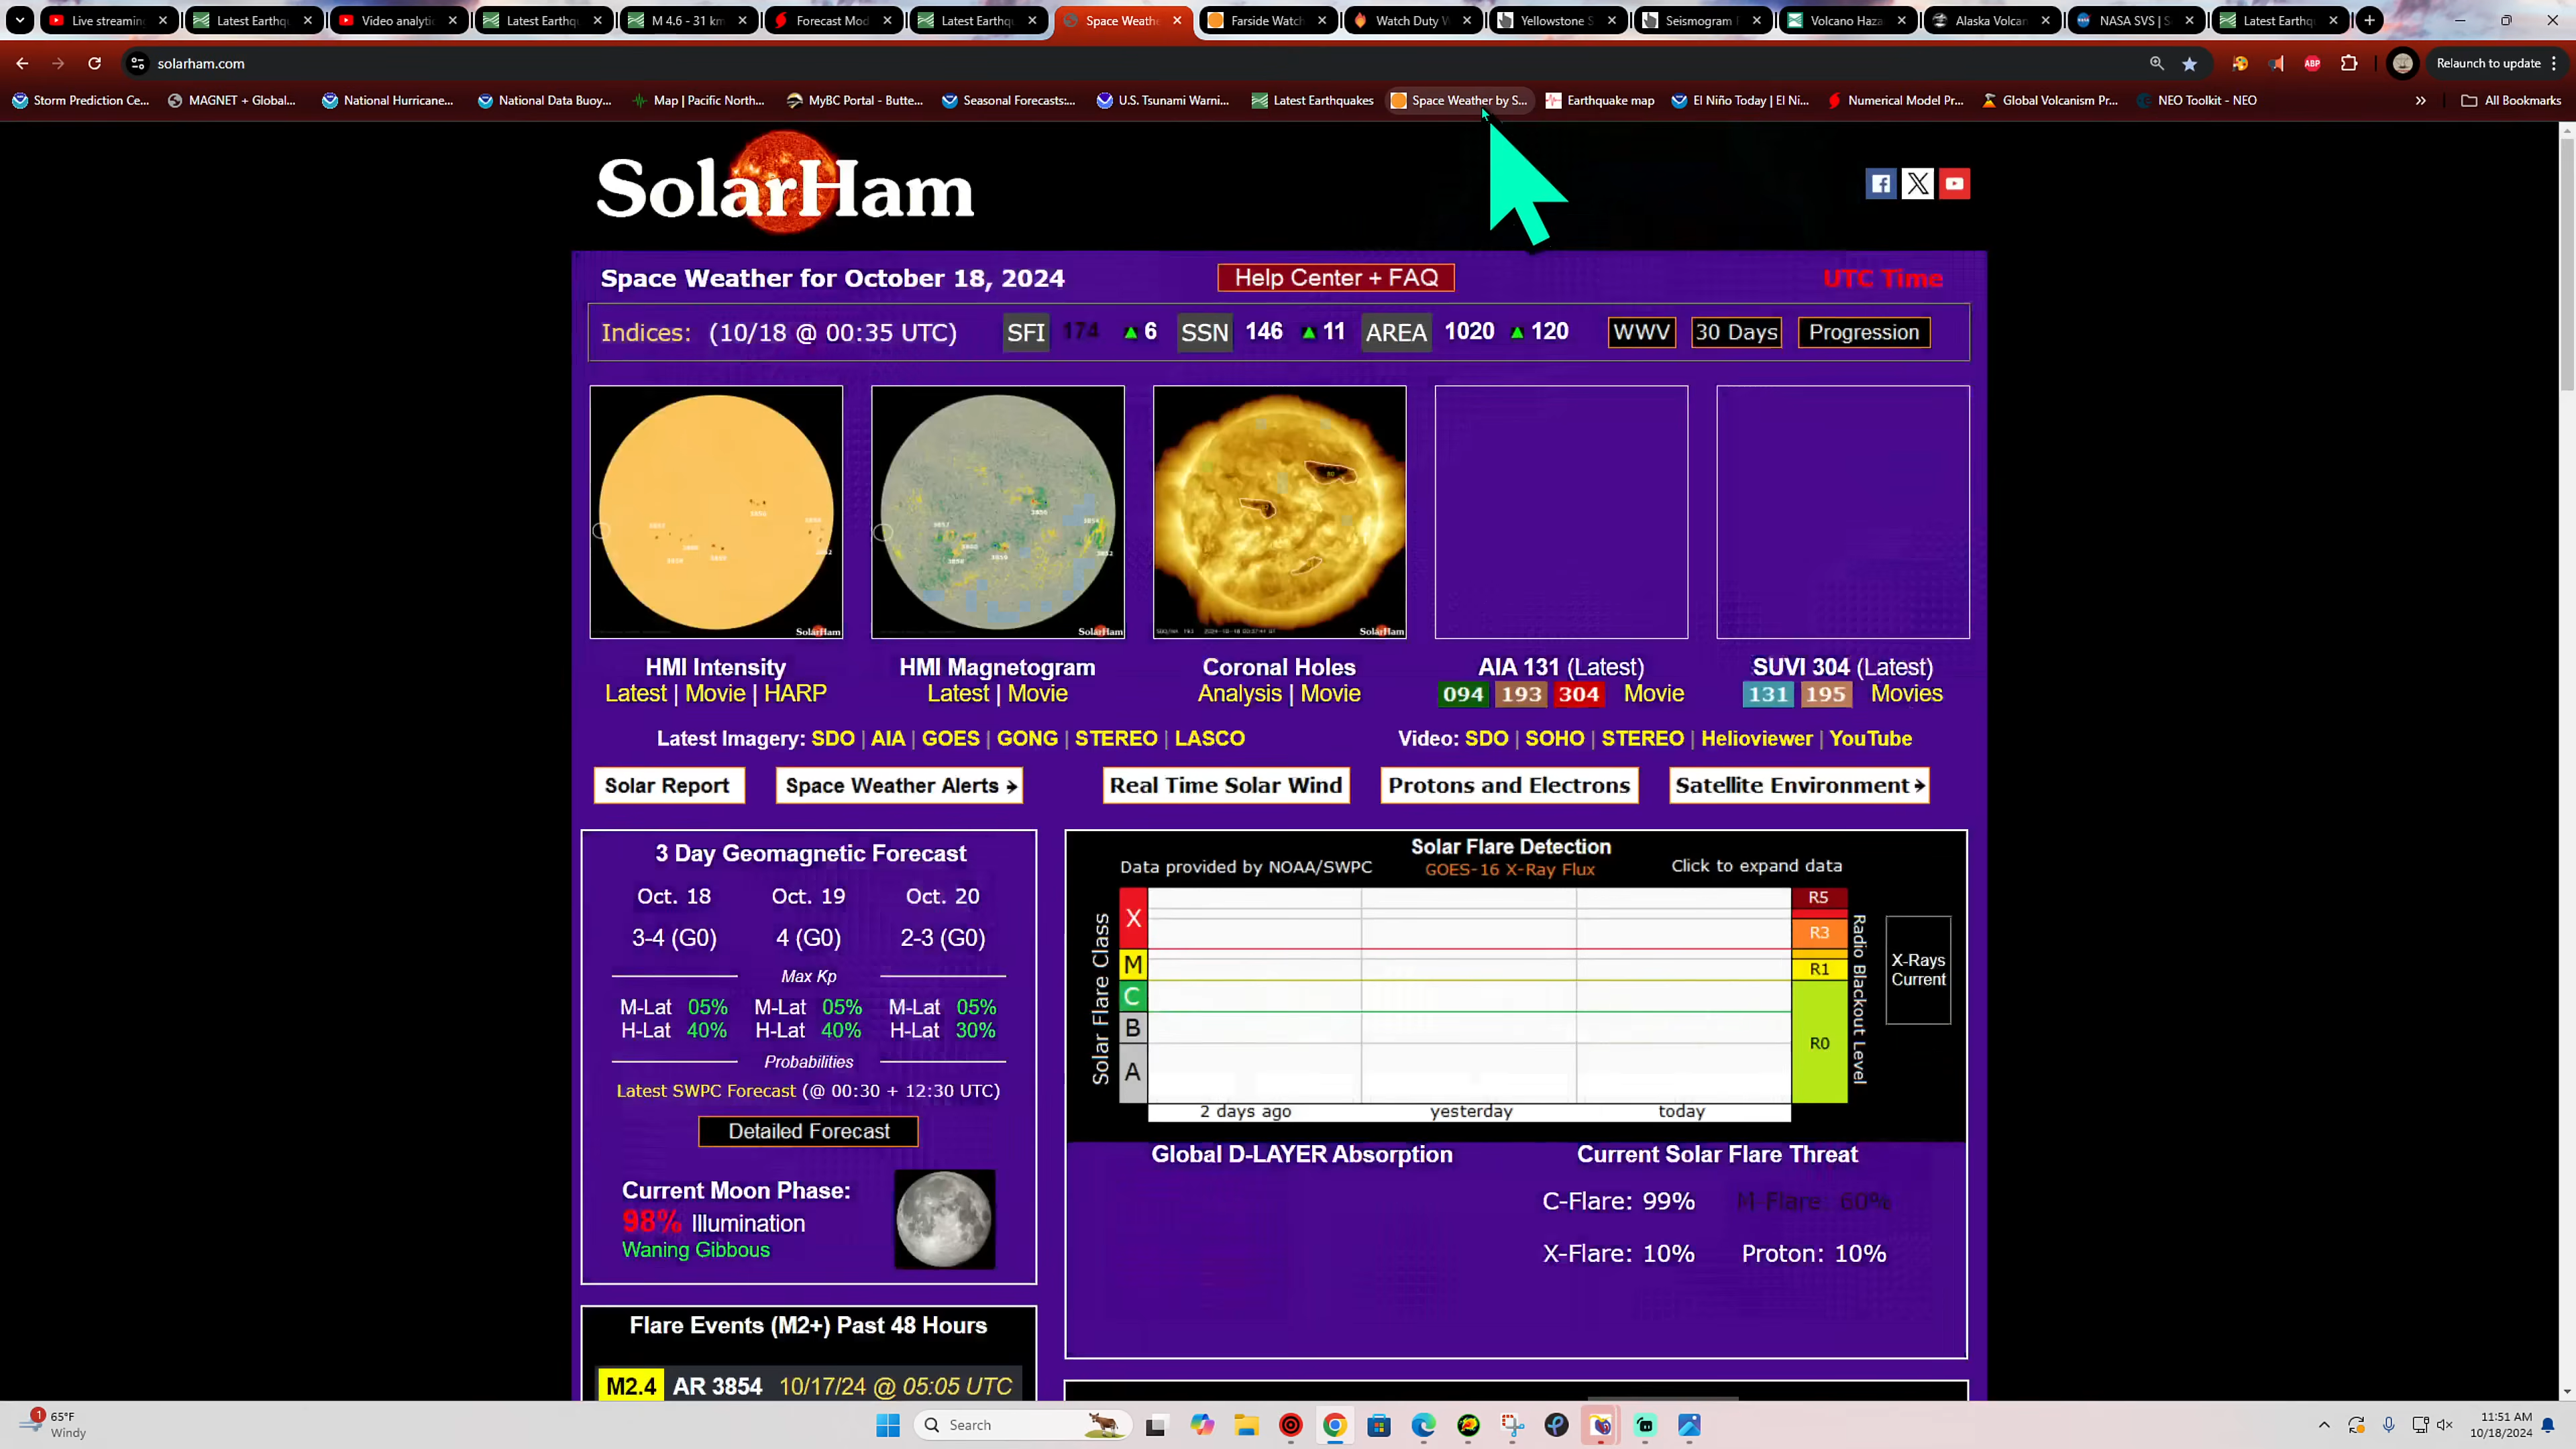 Live streaming
Latest Earthqu
Video analytic
Latest Earthqu
M 4.6 - 31 km
Forecast Mod
Latest Earthqu
Space Weathe
Farside Watch
Watch Duty W
Yellowstone S
Seismogram
Volcano Haza
Alaska Volcan
NASA SVS | S
Latest Earthqu
solarham.com
ABP
Relaunch to update
Storm Prediction Ce...
MAGNET + Global...
National Hurricane...
National Data Buoy...
Map | Pacific North...
MyBC Portal - Butte...
Seasonal Forecasts:...
U.S. Tsunami Warni...
Latest Earthquakes
Space Weather by S...
Earthquake map
El Niño Today | El Ni...
Numerical Model Pr...
Global Volcanism Pr...
NEO Toolkit - NEO
All Bookmarks
SolarHam
Space Weather for October 18, 2024 Help Center + FAQ UTC Time
Indices: (10/18 @ 00:35 UTC) SFI 174 ▲ 6 SSN 146 ▲ 11 AREA 1020 ▲ 120 WWV 30 Days Progression
SolarHam SolarHam SolarHam
HMI Intensity
Latest | Movie | HARP
HMI Magnetogram
Latest | Movie
Coronal Holes
Analysis | Movie
AIA 131 (Latest)
094 193 304 Movie
SUVI 304 (Latest)
131 195 Movies
Latest Imagery: SDO | AIA | GOES | GONG | STEREO | LASCO
Video: SDO | SOHO | STEREO | Helioviewer | YouTube
Solar Report
Space Weather Alerts →
Real Time Solar Wind
Protons and Electrons
Satellite Environment →
3 Day Geomagnetic Forecast
Oct. 18 Oct. 19 Oct. 20
3-4 (G0) 4 (G0) 2-3 (G0)
Max Kp
M-Lat 05% M-Lat 05% M-Lat 05%
H-Lat 40% H-Lat 40% H-Lat 30%
Probabilities
Latest SWPC Forecast (@ 00:30 + 12:30 UTC)
Detailed Forecast
Current Moon Phase:
98% Illumination
Waning Gibbous
Flare Events (M2+) Past 48 Hours
M2.4 AR 3854 10/17/24 @ 05:05 UTC
Solar Flare Detection
Data provided by NOAA/SWPC GOES-16 X-Ray Flux Click to expand data
Solar Flare Class
X
M
C
B
A
R5
R3
R1
R0
Radio Blackout Level
X-Rays
Current
2 days ago yesterday today
Global D-LAYER Absorption
Current Solar Flare Threat
C-Flare: 99% M-Flare: 60%
X-Flare: 10% Proton: 10%
1
65°F
Windy
Search
11:51 AM
10/18/2024